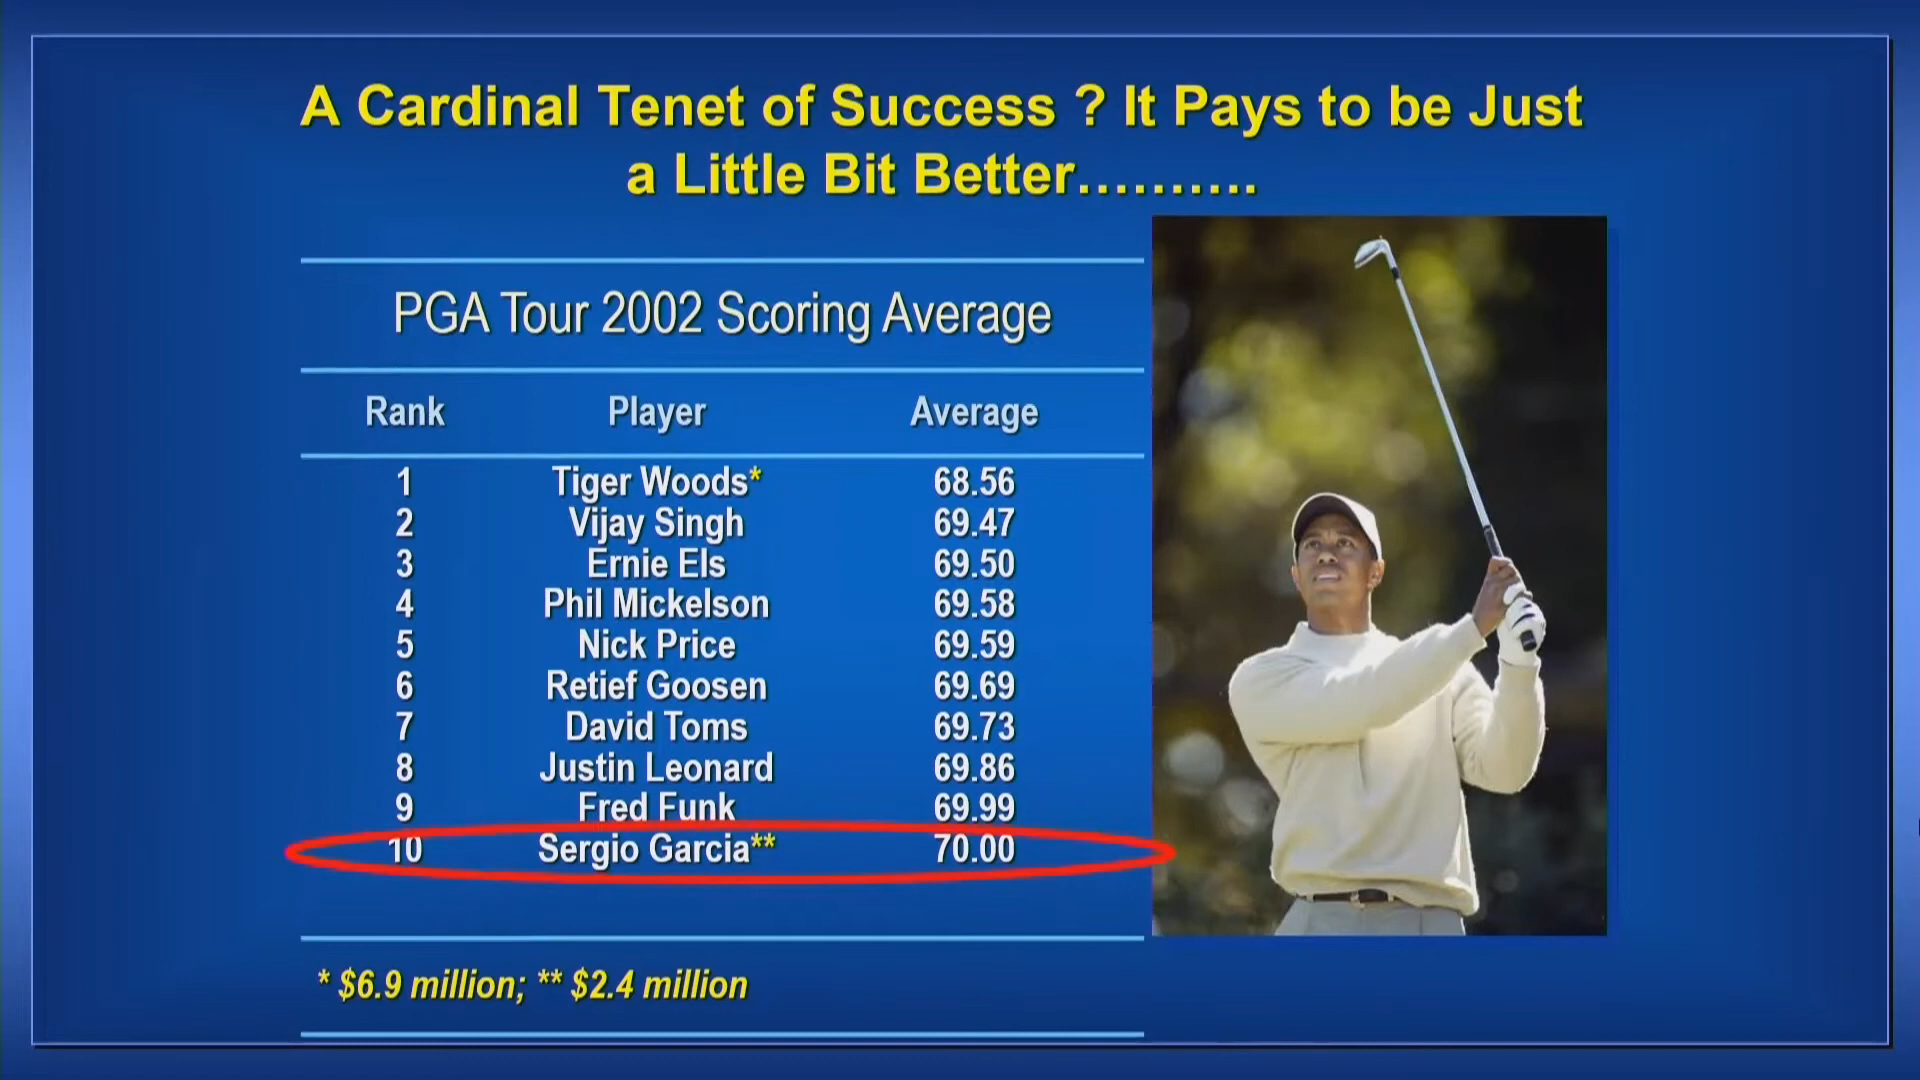 A Cardinal Tenet of Success ? It Pays to be Just
a Little Bit Better……….
PGA Tour 2002 Scoring Average
Rank Player Average
1 Tiger Woods* 68.56
2 Vijay Singh 69.47
3 Ernie Els 69.50
4 Phil Mickelson 69.58
5 Nick Price 69.59
6 Retief Goosen 69.69
7 David Toms 69.73
8 Justin Leonard 69.86
9 Fred Funk 69.99
10 Sergio Garcia** 70.00
* $6.9 million; ** $2.4 million